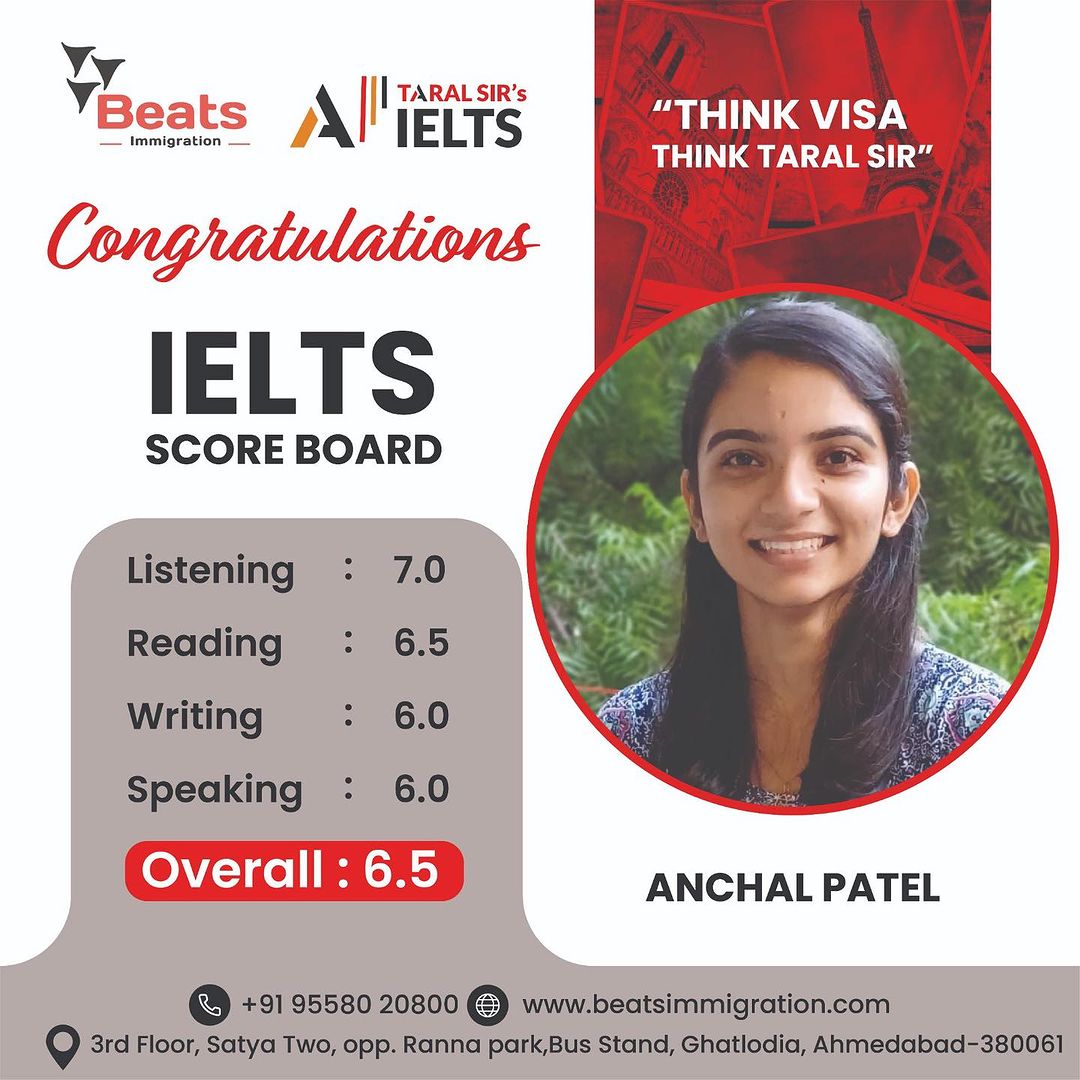 Beats
Immigration
TARAL SIR's
IELTS
"THINK VISA
THINK TARAL SIR"
Congratulations
IELTS
SCORE BOARD
Listening : 7.0
Reading : 6.5
Writing : 6.0
Speaking : 6.0
Overall : 6.5
ANCHAL PATEL
+91 95580 20800 www.beatsimmigration.com
3rd Floor, Satya Two, opp. Ranna park,Bus Stand, Ghatlodia, Ahmedabad-380061